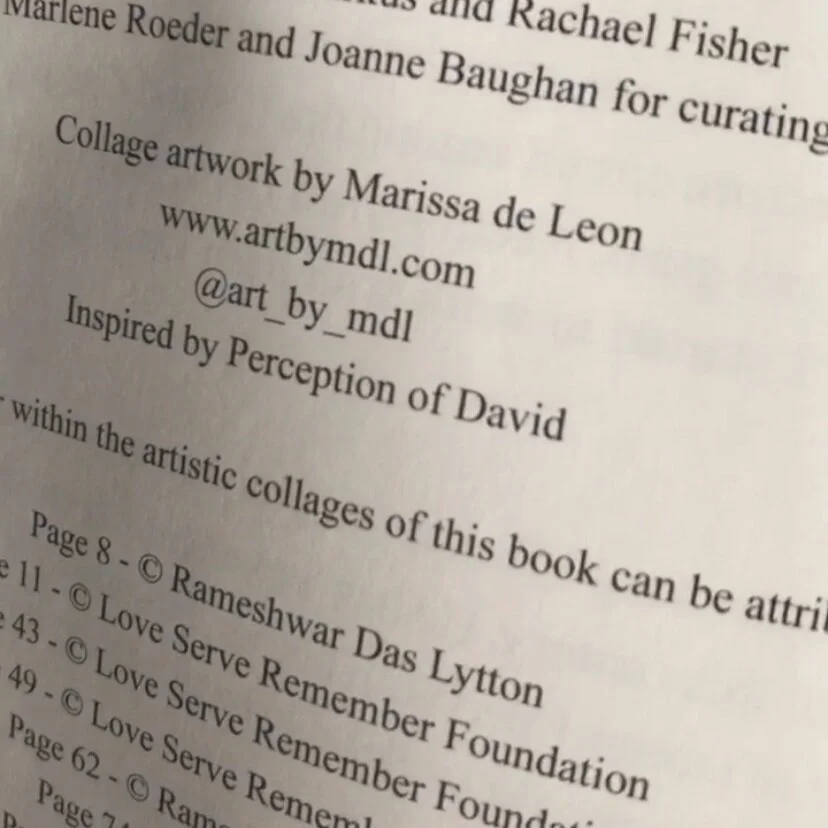 and Rachael Fisher
Marlene Roeder and Joanne Baughan for curating
Collage artwork by Marissa de Leon
www.artbymdl.com
@art_by_mdl
Inspired by Perception of David
within the artistic collages of this book can be
Page 8 - © Rameshwar Das Lytton
11 - © Love Serve Remember Foundation
43 - © Love Serve Remember
49 - © Love Serve
Page 62 - ©
Page